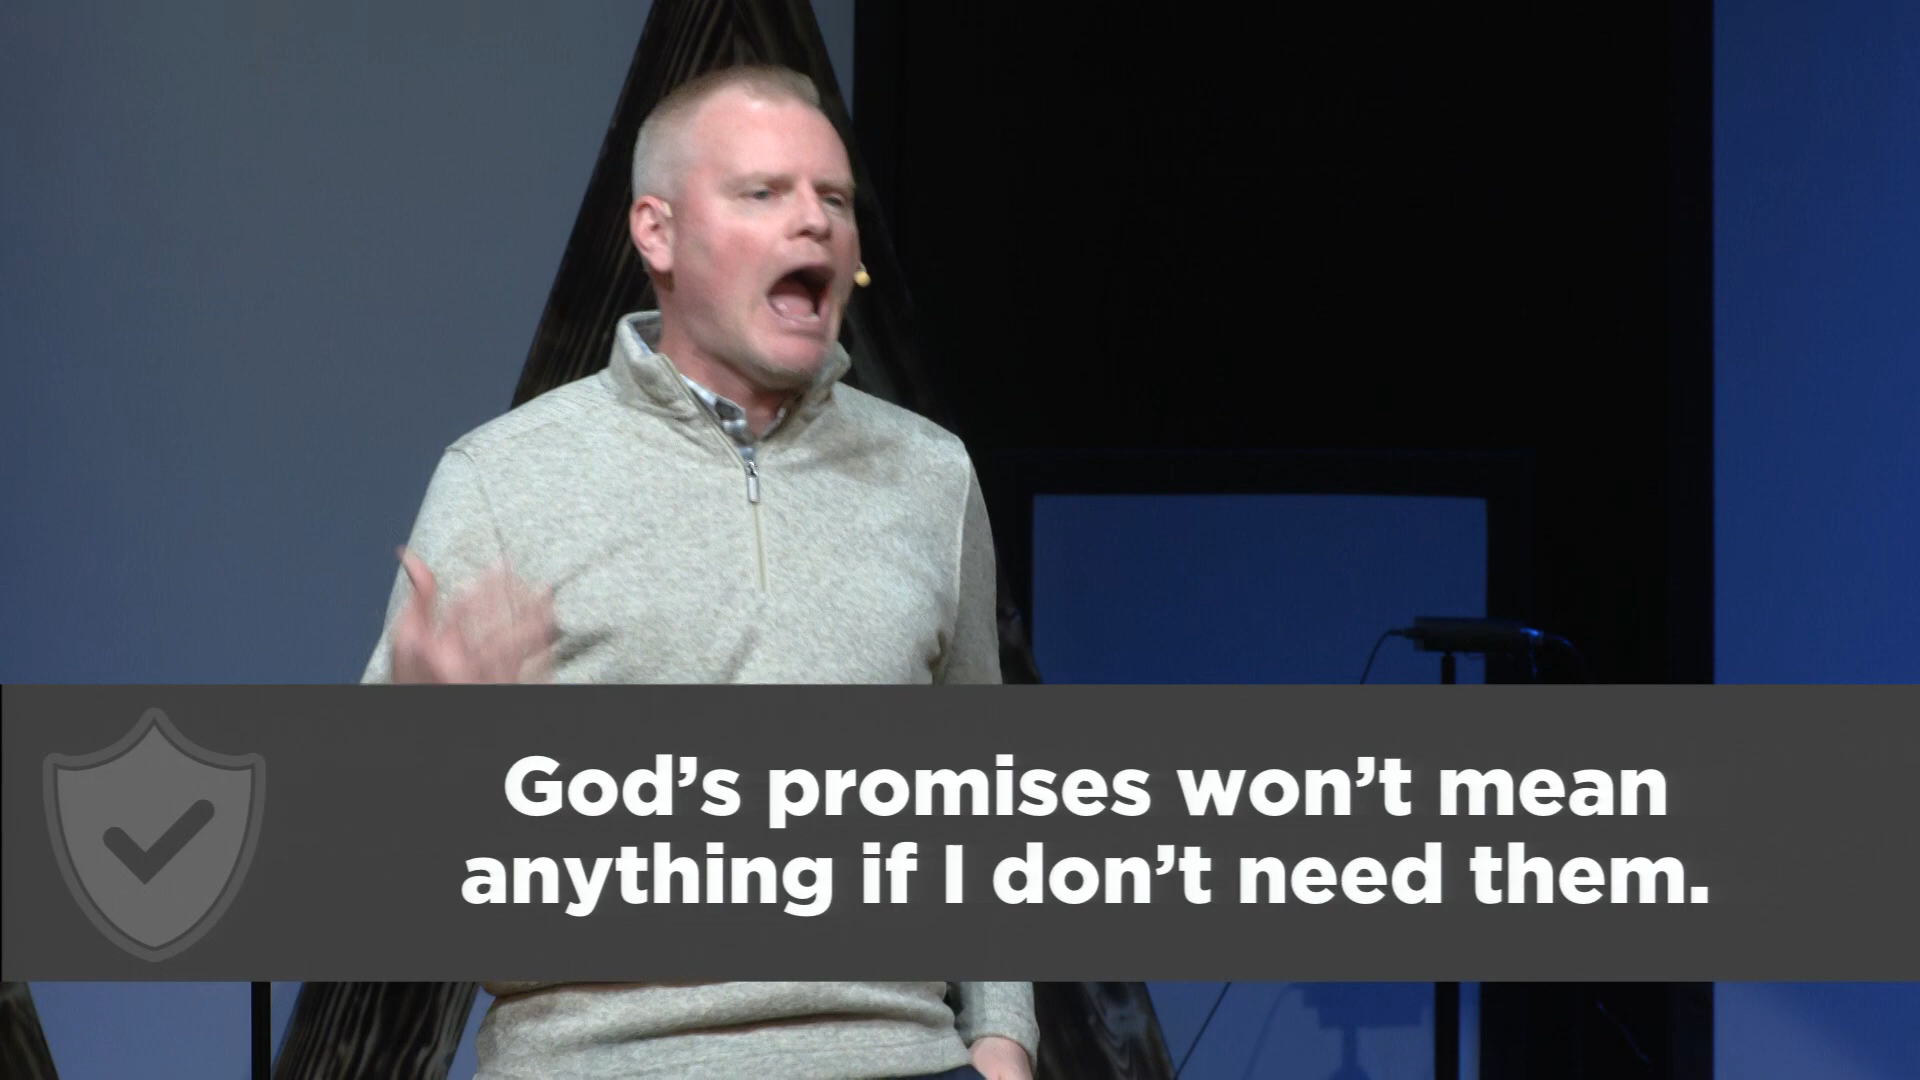 God’s promises won’t mean
anything if I don’t need them.